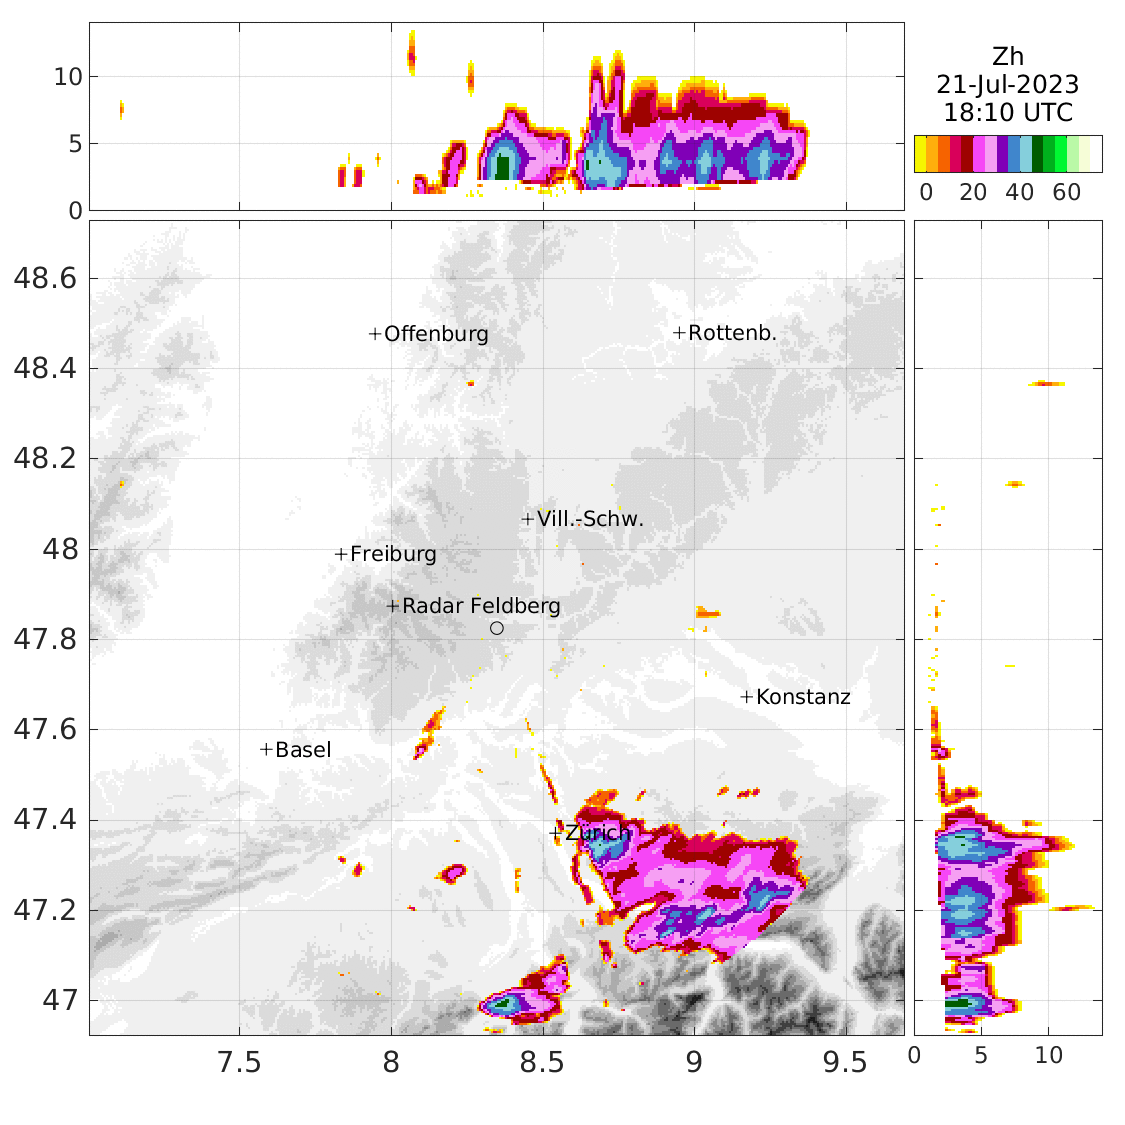 10
5
0
Zh
21-Jul-2023
18:10 UTC
0 20 40 60
48.6
48.4
48.2
48
47.8
47.6
47.4
47.2
47
+Offenburg
+Rottenb.
+Vill.-Schw.
+Freiburg
+Radar Feldberg
+Konstanz
+Basel
+Zürich
7.5 8 8.5 9 9.5
0 5 10